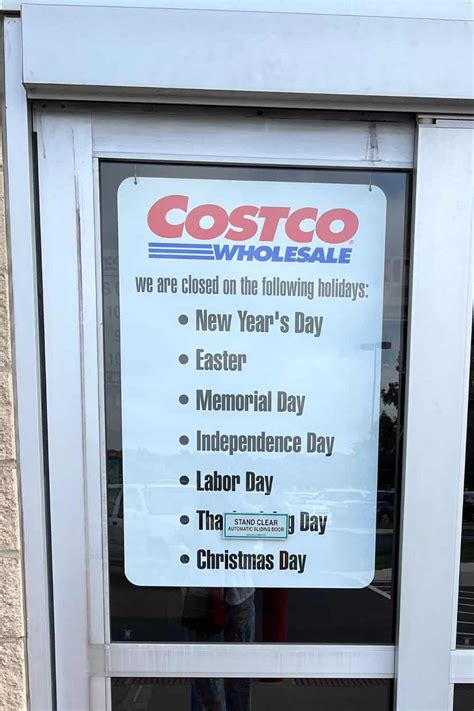 COSTCO
WHOLESALE
we are closed on the following holidays:
• New Year's Day
• Easter
• Memorial Day
• Independence Day
• Labor Day
• Tha g Day
STAND CLEAR
AUTOMATIC SLIDING DOOR
• Christmas Day